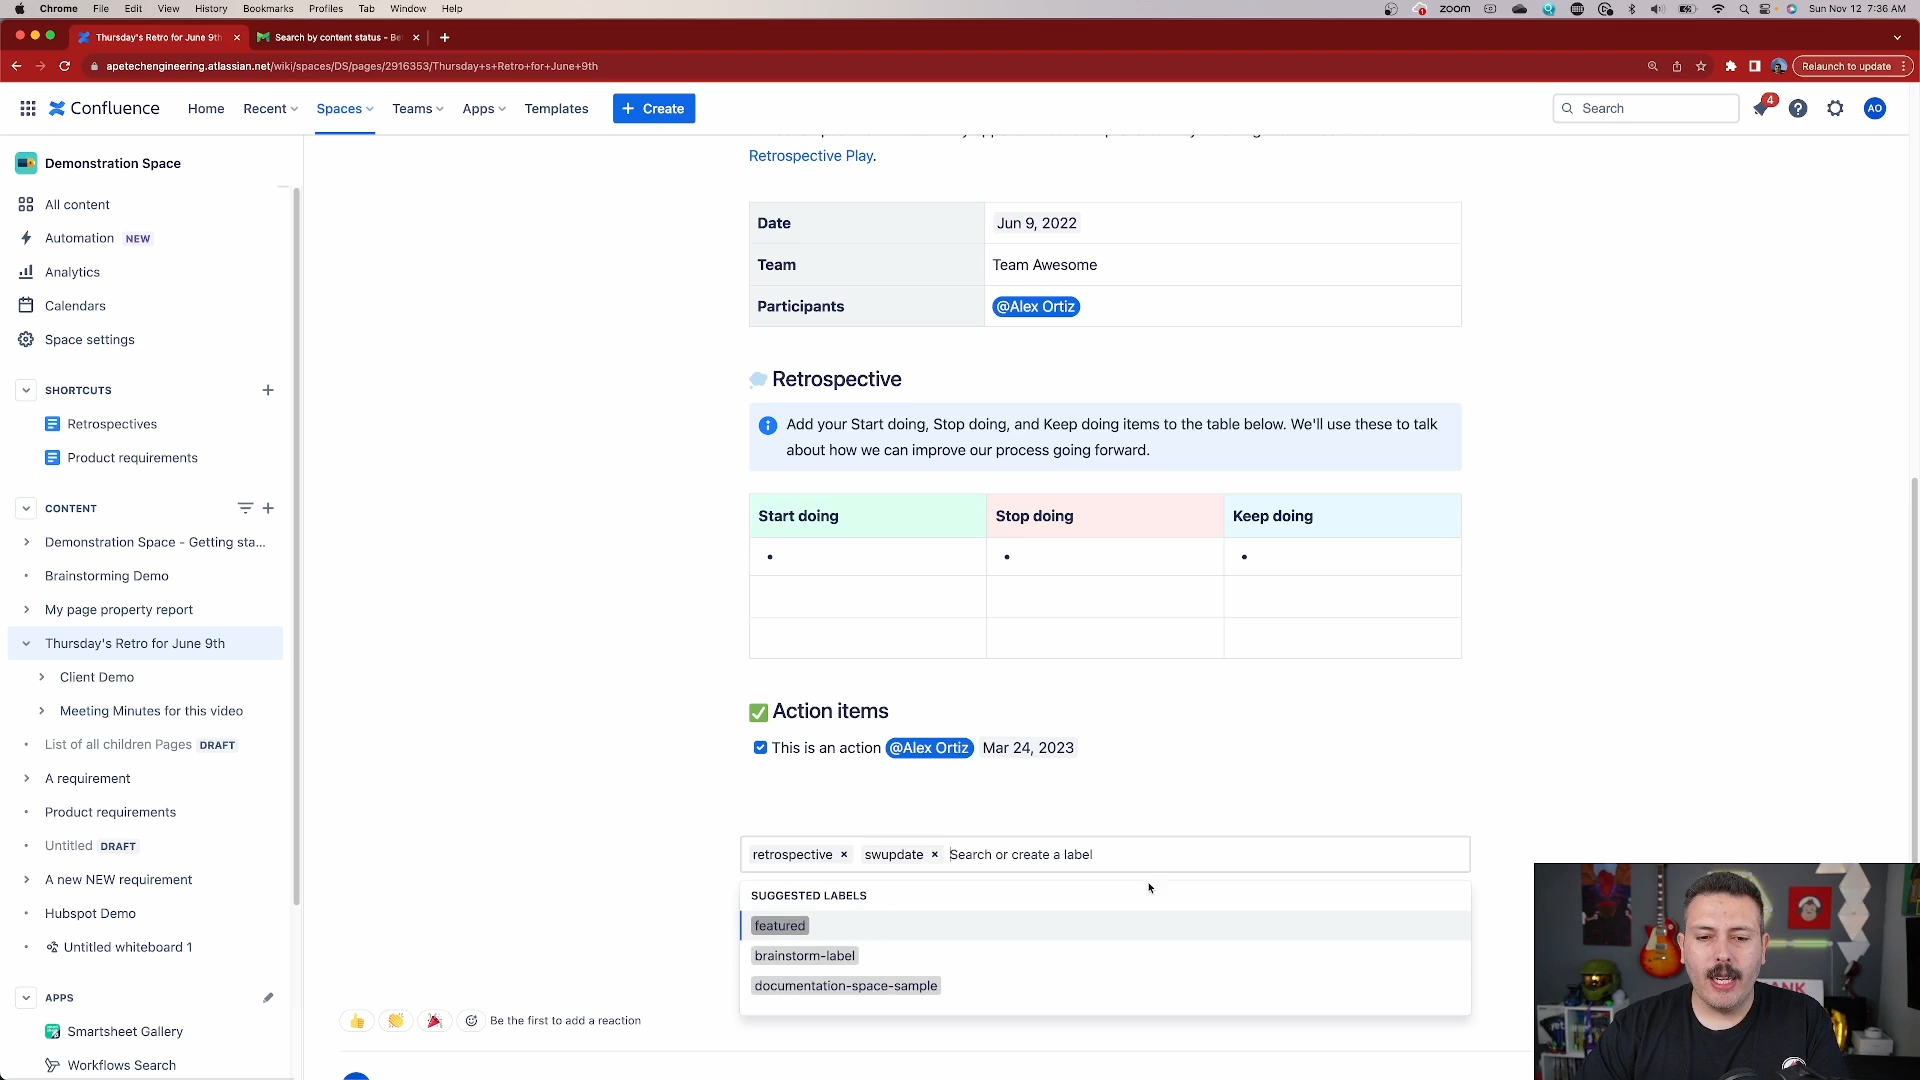 Chrome File Edit View History Bookmarks Profiles Tab Window Help
zoom
Sun Nov 12 7:36 AM
Thursday's Retro for June 9th
Search by content status - Be
apetechengineering.atlassian.net/wiki/spaces/DS/pages/2916353/Thursday+s+Retro+for+June+9th
Relaunch to update
Confluence Home Recent Spaces Teams Apps Templates + Create
Search
4
AO
Demonstration Space
All content
Automation NEW
Analytics
Calendars
Space settings
SHORTCUTS
Retrospectives
Product requirements
CONTENT
Demonstration Space - Getting sta...
Brainstorming Demo
My page property report
Thursday's Retro for June 9th
Client Demo
Meeting Minutes for this video
List of all children Pages DRAFT
A requirement
Product requirements
Untitled DRAFT
A new NEW requirement
Hubspot Demo
Untitled whiteboard 1
APPS
Smartsheet Gallery
Workflows Search
Retrospective Play.
Date Jun 9, 2022
Team Team Awesome
Participants @Alex Ortiz
Retrospective
Add your Start doing, Stop doing, and Keep doing items to the table below. We'll use these to talk
about how we can improve our process going forward.
Start doing Stop doing Keep doing
Action items
This is an action @Alex Ortiz Mar 24, 2023
retrospective × swupdate × Search or create a label
SUGGESTED LABELS
featured
brainstorm-label
documentation-space-sample
Be the first to add a reaction